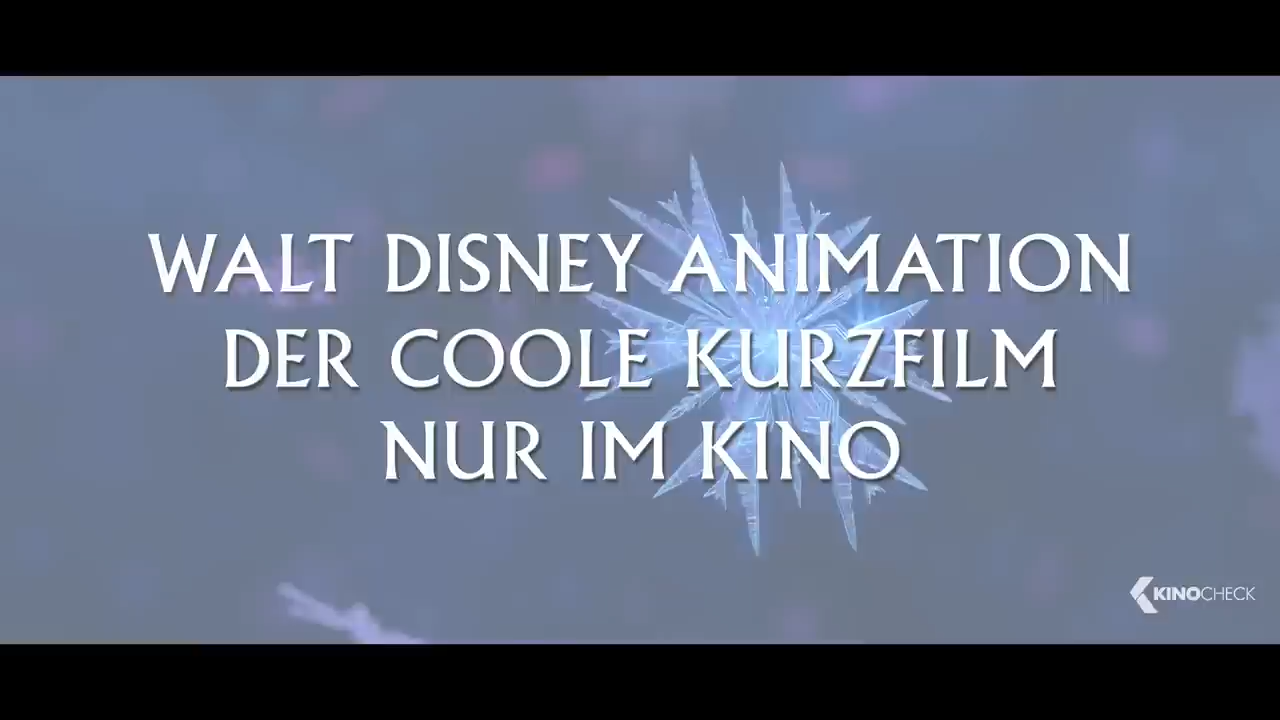 WALT DISNEY ANIMATION
DER COOLE KURZFILM
NUR IM KINO
KINOCHECK